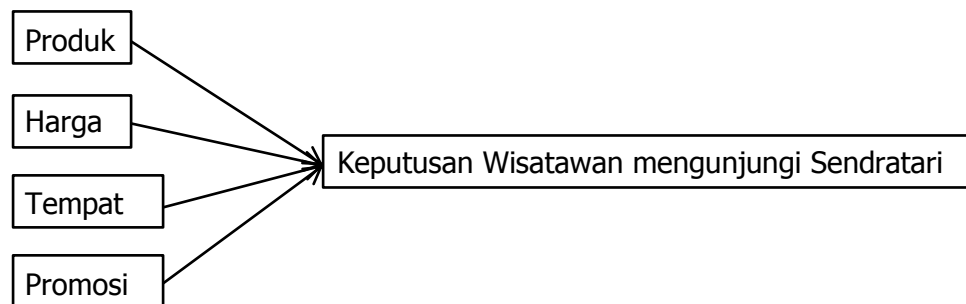 Produk
Harga
Keputusan Wisatawan mengunjungi Sendratari
Tempat
Promosi